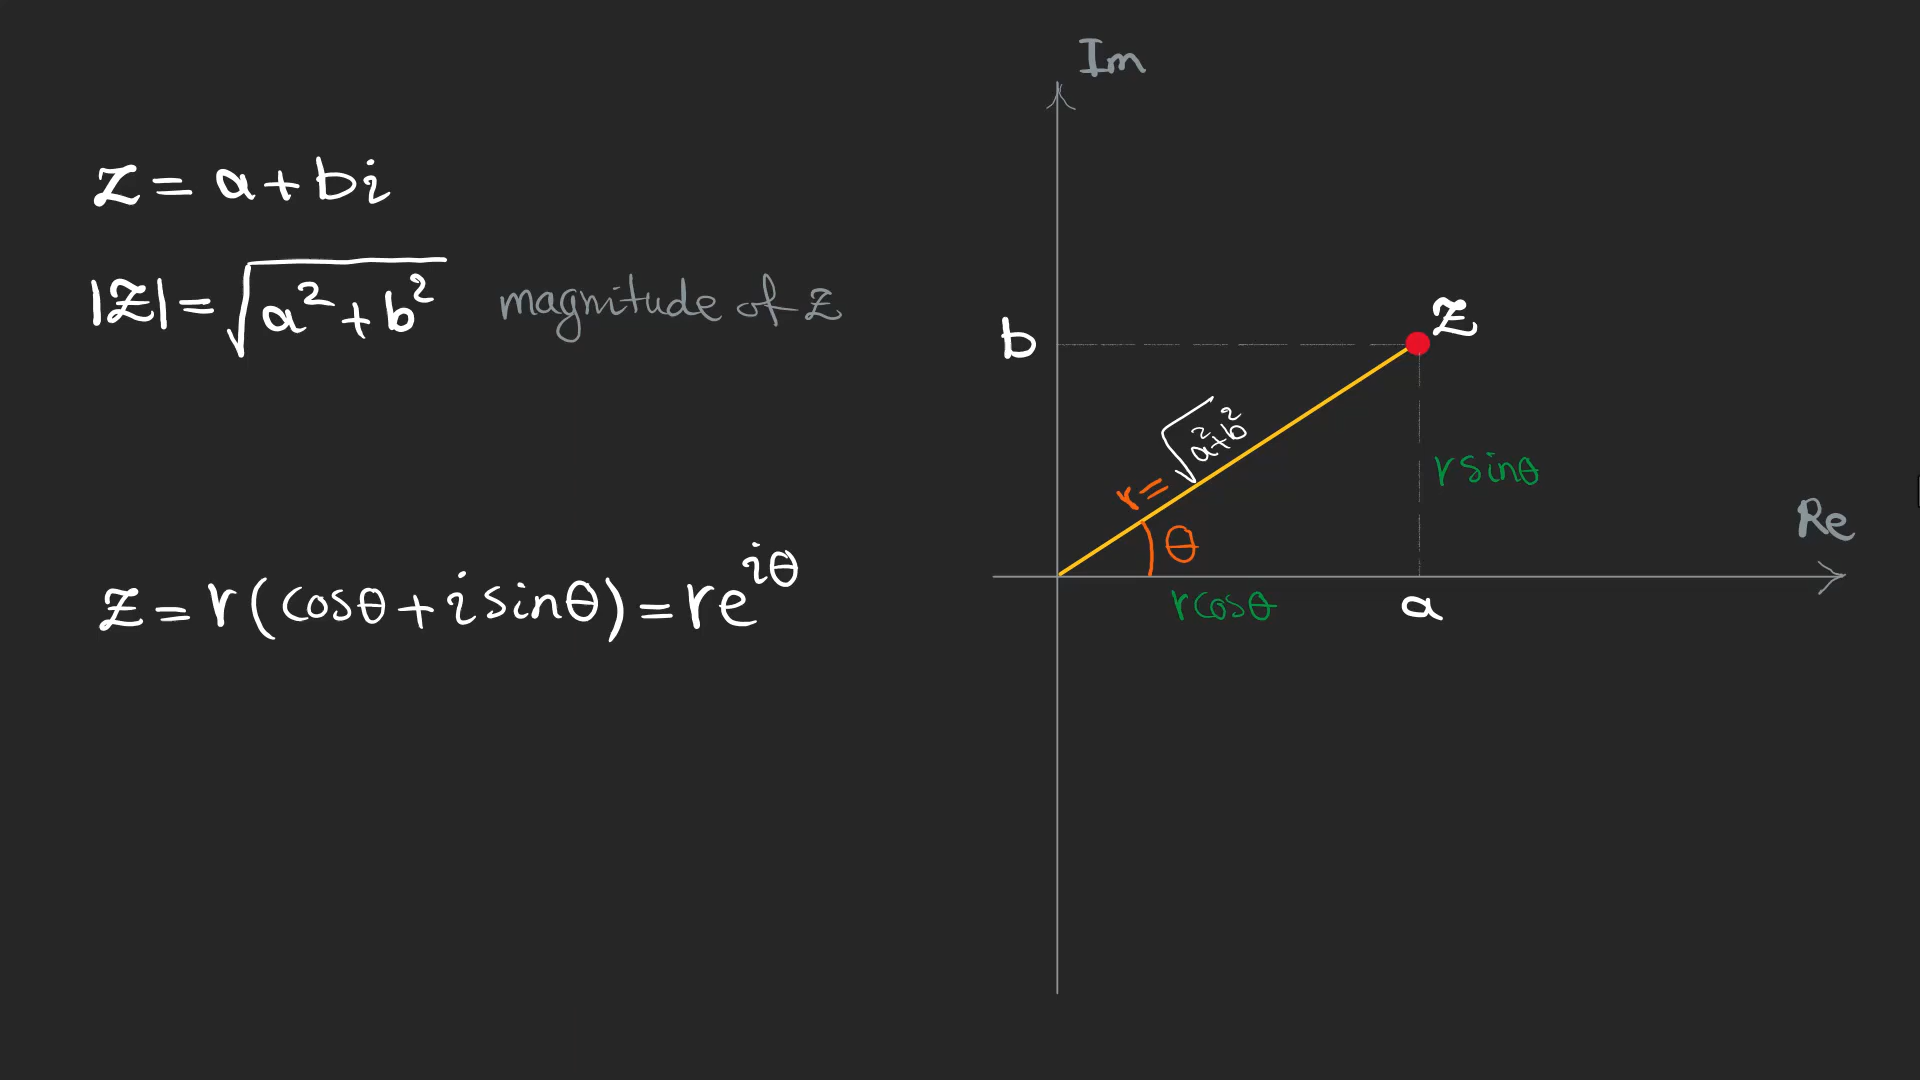 z = a + bi
|z| = √(a² + b²) magnitude of z
z = r(cosθ + i sinθ) = re^{iθ}
Im
z
b
r = √(a² + b²)
r sinθ
θ
Re
r cosθ
a